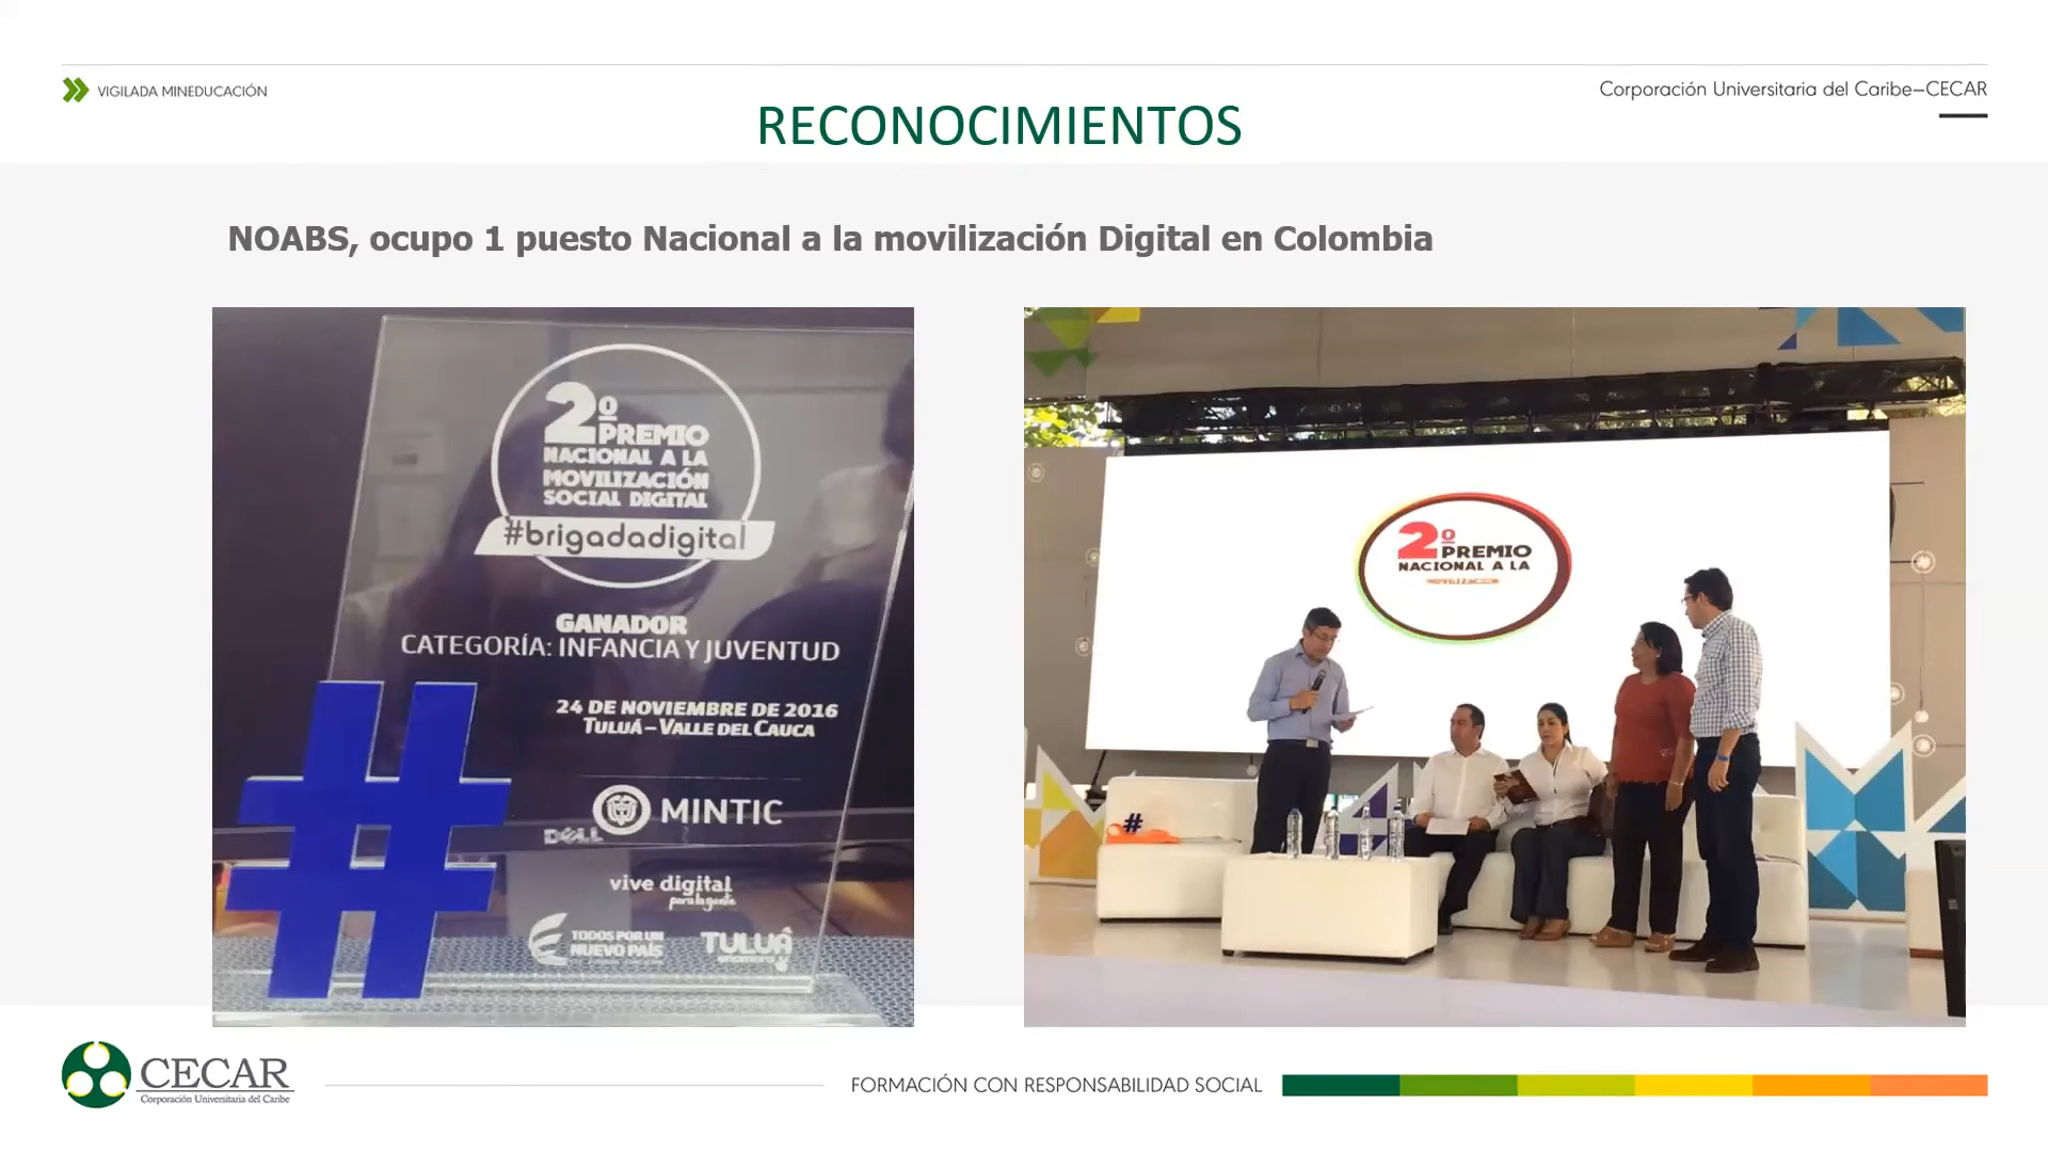 VIGILADA MINEDUCACIÓN
Corporación Universitaria del Caribe–CECAR
RECONOCIMIENTOS
NOABS, ocupo 1 puesto Nacional a la movilización Digital en Colombia
2º
PREMIO
NACIONAL A LA
MOVILIZACIÓN
SOCIAL DIGITAL
#brigadadigital
GANADOR
CATEGORÍA: INFANCIA Y JUVENTUD
24 DE NOVIEMBRE DE 2016
TULUÁ – VALLE DEL CAUCA
MINTIC
DELL
vive digital
para la gente
TODOS POR UN
NUEVO PAÍS
TULUÁ
#
2º
PREMIO
NACIONAL A LA
#
CECAR
Corporación Universitaria del Caribe
FORMACIÓN CON RESPONSABILIDAD SOCIAL